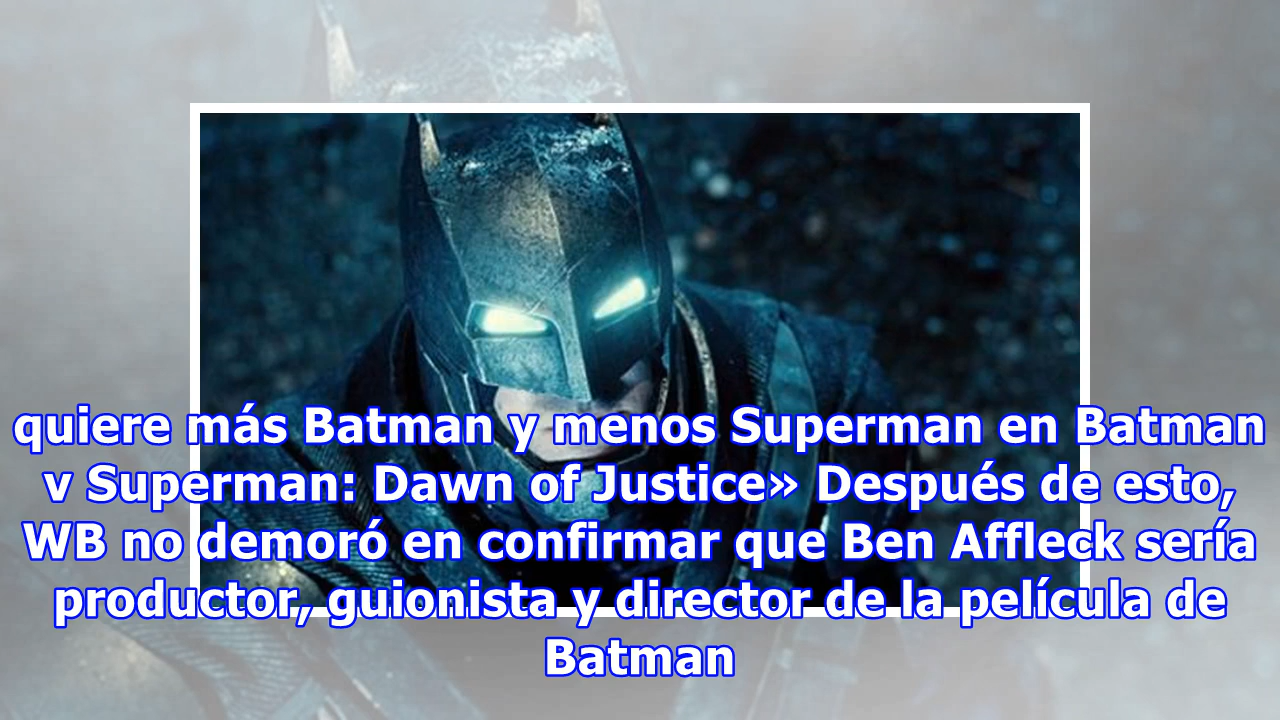 quiere más Batman y menos Superman en Batman
v Superman: Dawn of Justice» Después de esto,
WB no demoró en confirmar que Ben Affleck sería
productor, guionista y director de la película de
Batman